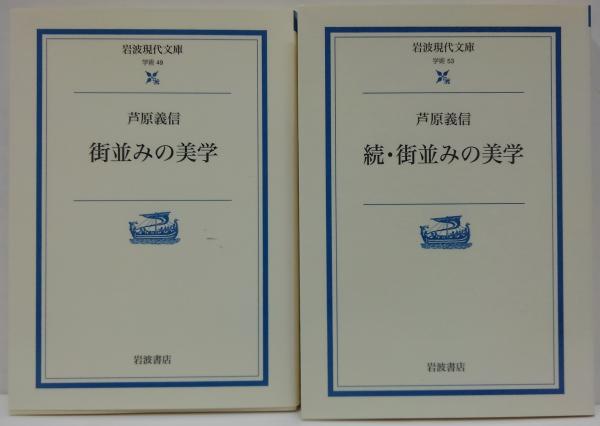 岩波現代文庫
学術 49
芦原義信
街並みの美学
岩波書店
岩波現代文庫
学術 53
芦原義信
続・街並みの美学
岩波書店